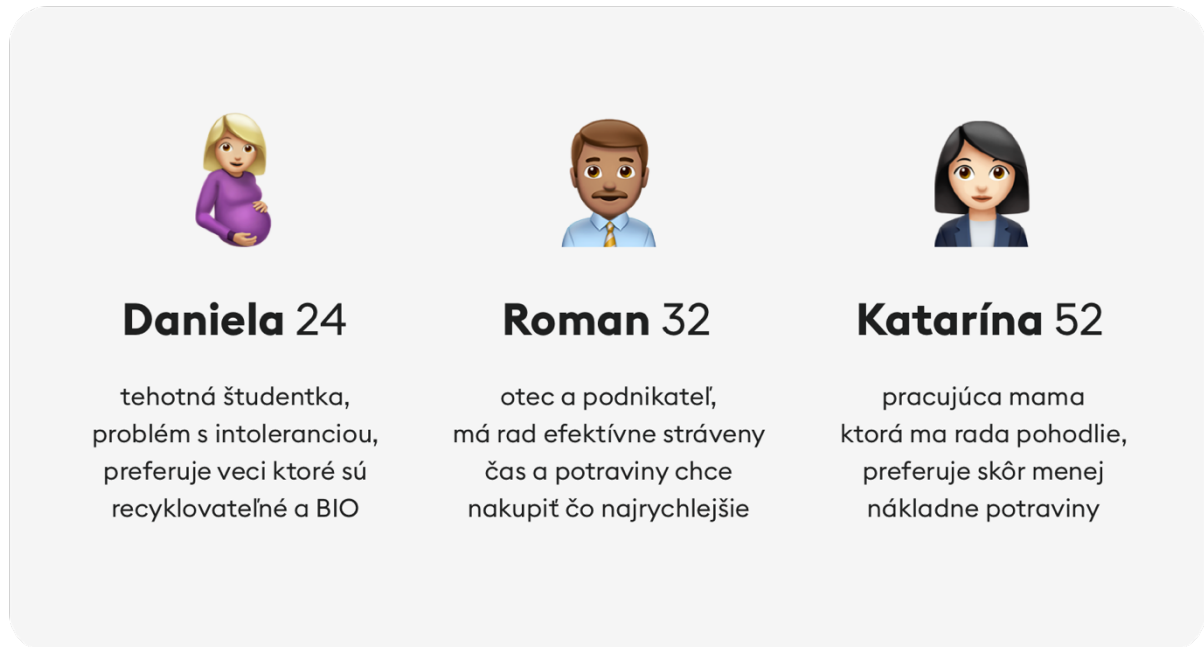 Daniela 24
tehotná študentka,
problém s intoleranciou,
preferuje veci ktoré sú
recyklovateľné a BIO
Roman 32
otec a podnikateľ,
má rad efektívne stráveny
čas a potraviny chce
nakupiť čo najrychlejšie
Katarína 52
pracujúca mama
ktorá ma rada pohodlie,
preferuje skôr menej
nákladne potraviny